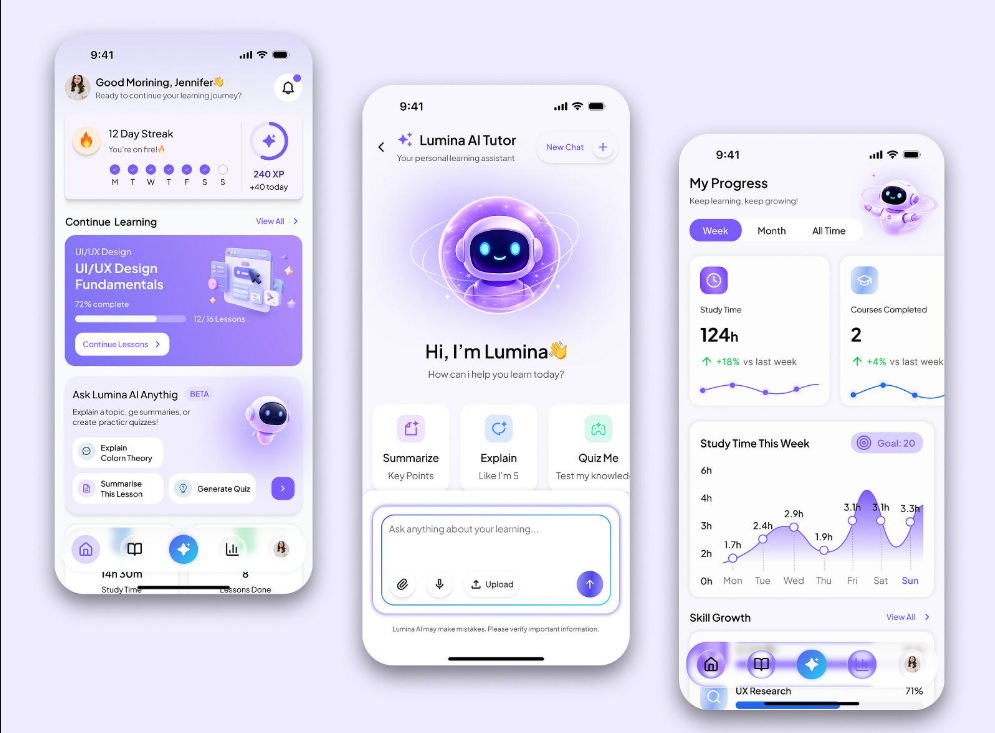 9:41
Good Morining, Jennifer👋
Ready to continue your learning journey?
12 Day Streak
You're on fire!🔥
M T W T F S S
240 XP
+40 today
Continue Learning
View All
UI/UX Design
UI/UX Design
Fundamentals
72% complete
12/16 Lessons
Continue Lessons
Ask Lumina AI Anythig
BETA
Explain a topic, ge summaries, or
create practicr quizzes!
Explain
Colorn Theory
Summarise
This Lesson
Generate Quiz
14h 30m
8
Study Time
Lessons Done
9:41
Lumina AI Tutor
Your personal learning assistant
New Chat
Hi, I'm Lumina👋
How can i help you learn today?
Summarize
Key Points
Explain
Like I'm 5
Quiz Me
Test my knowled
Ask anything about your learning...
Upload
Lumina AI may make mistakes. Please verify important information.
9:41
My Progress
Keep learning, keep growing!
Week
Month
All Time
Study Time
124h
+18% vs last week
Courses Completed
2
+4% vs last week
Study Time This Week
Goal: 20
6h
4h
3h
2h
0h
1.7h
2.4h
2.9h
1.9h
3.1h
3.1h
3.3h
Mon Tue Wed Thu Fri Sat Sun
Skill Growth
View All
UX Research
71%